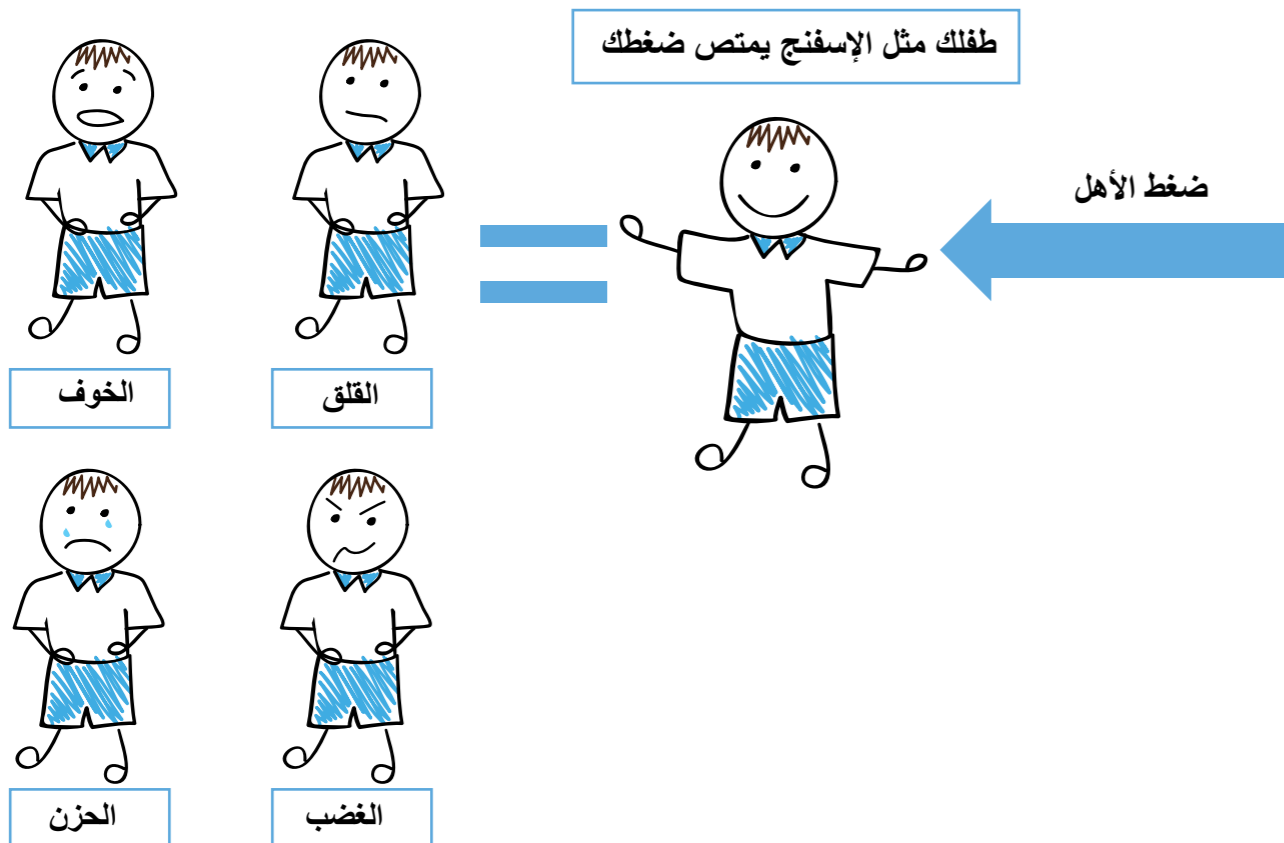 طفلك مثل الإسفنج يمتص ضغطك
ضغط الأهل
القلق
الخوف
الغضب
الحزن